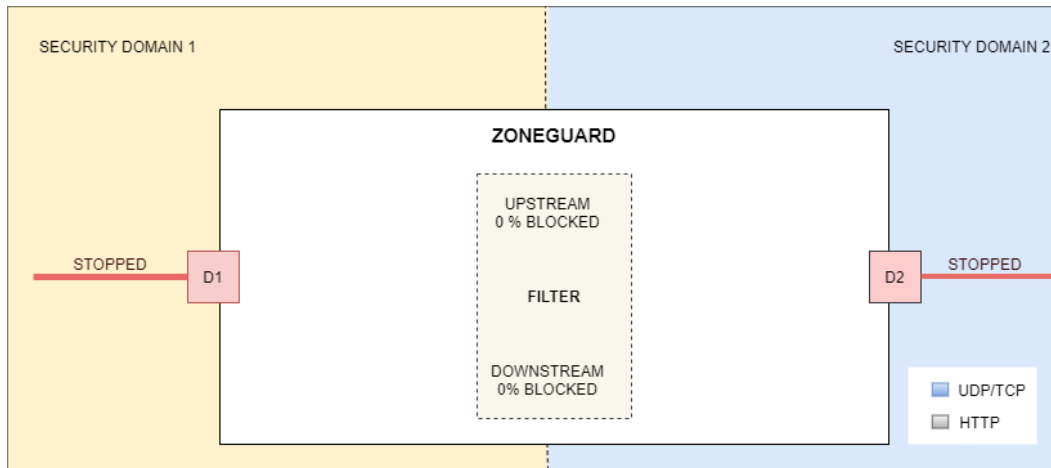 SECURITY DOMAIN 1
SECURITY DOMAIN 2
ZONEGUARD
UPSTREAM
0 % BLOCKED
STOPPED
D1
FILTER
D2
STOPPED
DOWNSTREAM
0% BLOCKED
UDP/TCP
HTTP